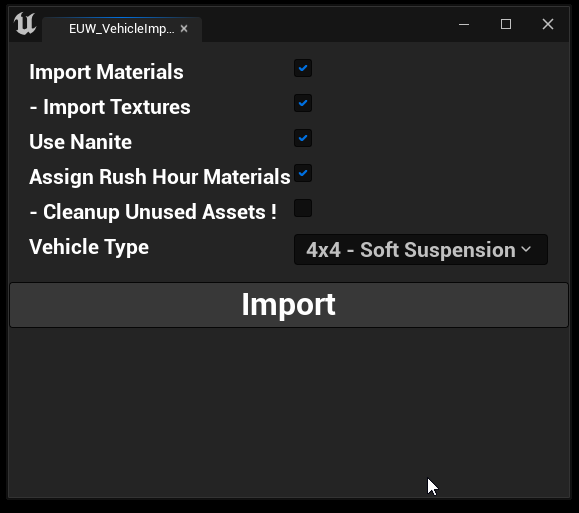 EUW_VehicleImp...
Import Materials
- Import Textures
Use Nanite
Assign Rush Hour Materials
- Cleanup Unused Assets !
Vehicle Type
4x4 - Soft Suspension
Import